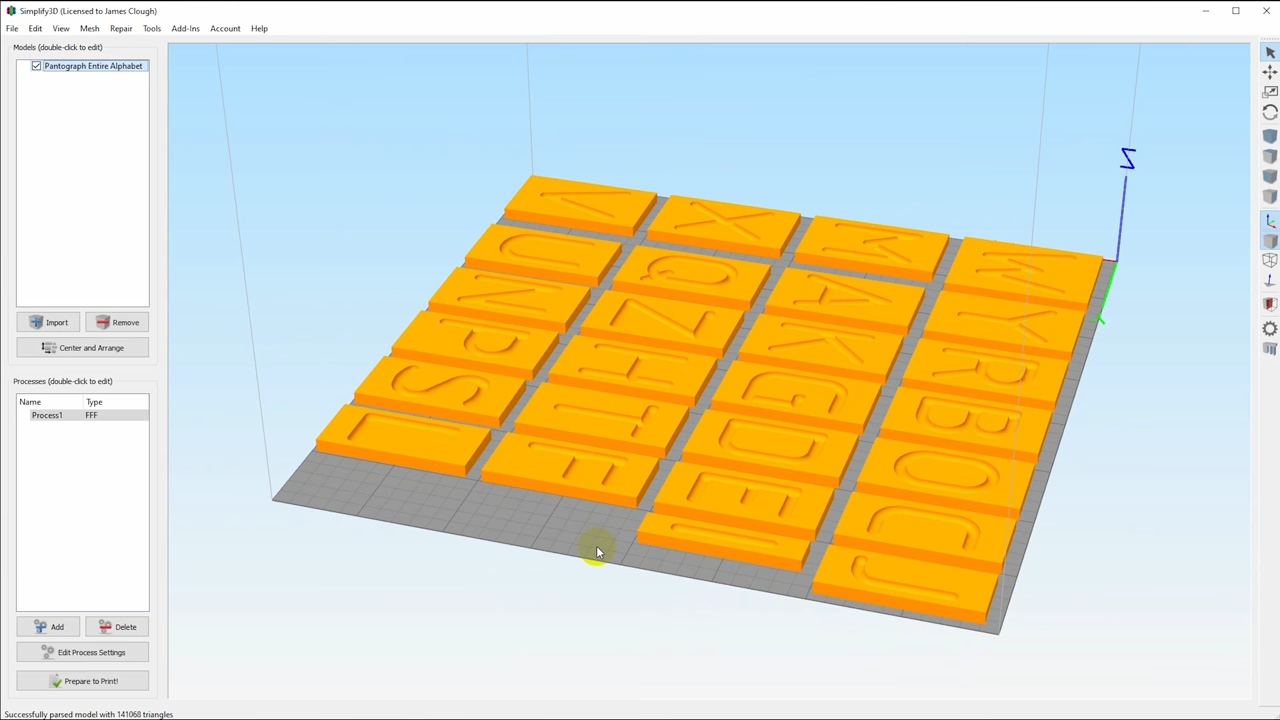 Simplify3D (Licensed to James Clough)
File Edit View Mesh Repair Tools Add-Ins Account Help
Models (double-click to edit)
Pantograph Entire Alphabet
Import Remove
Center and Arrange
Processes (double-click to edit)
Name Type
Process1 FFF
Add Delete
Edit Process Settings
Prepare to Print!
Successfully parsed model with 141068 triangles
Z
V X M W
U Q A Y
N Z K R
P H G B
S T D O
L F E C
I J